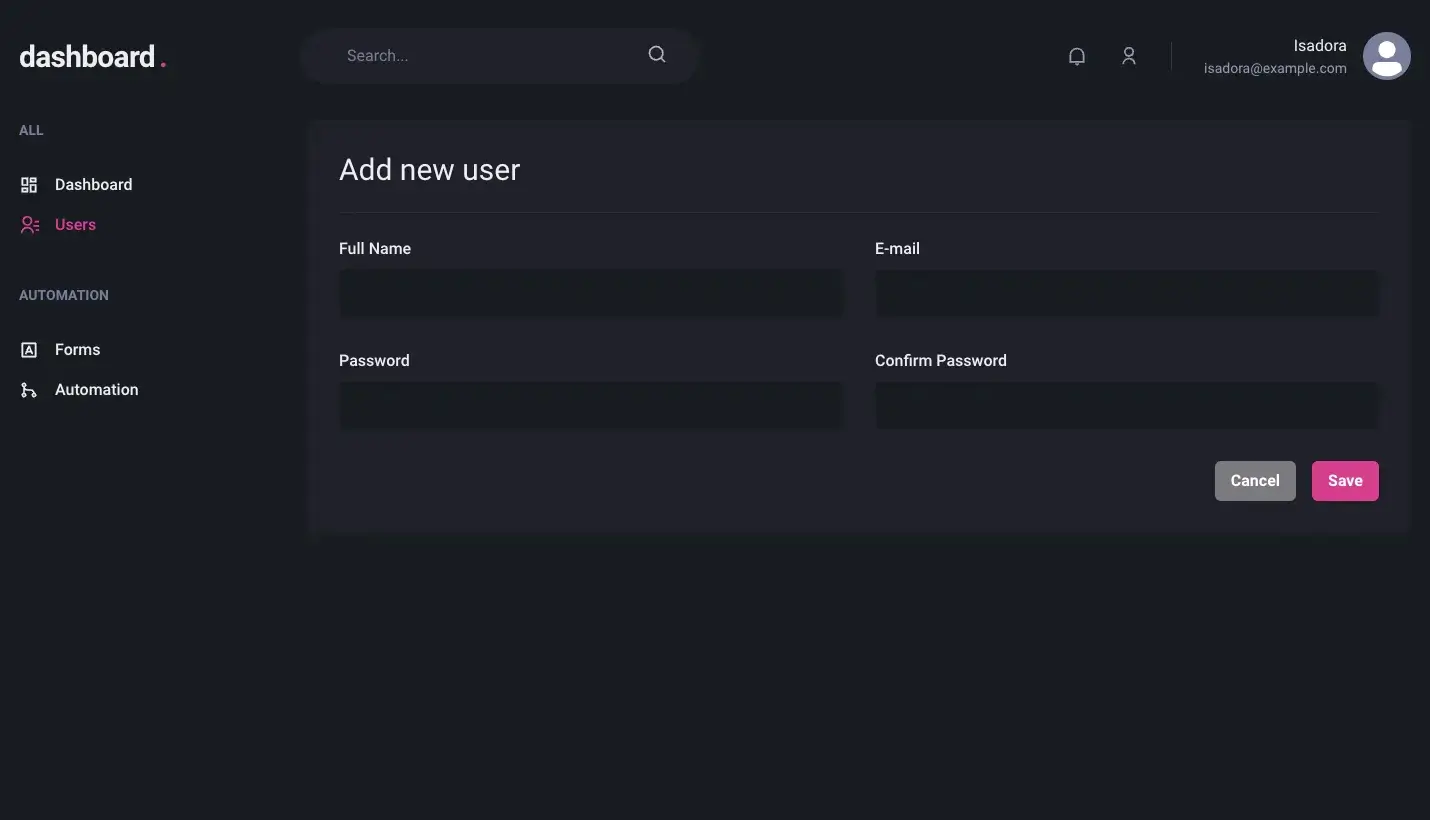 dashboard.
Search...
Isadora
isadora@example.com
ALL
Dashboard
Users
AUTOMATION
Forms
Automation
Add new user
Full Name
E-mail
Password
Confirm Password
Cancel
Save